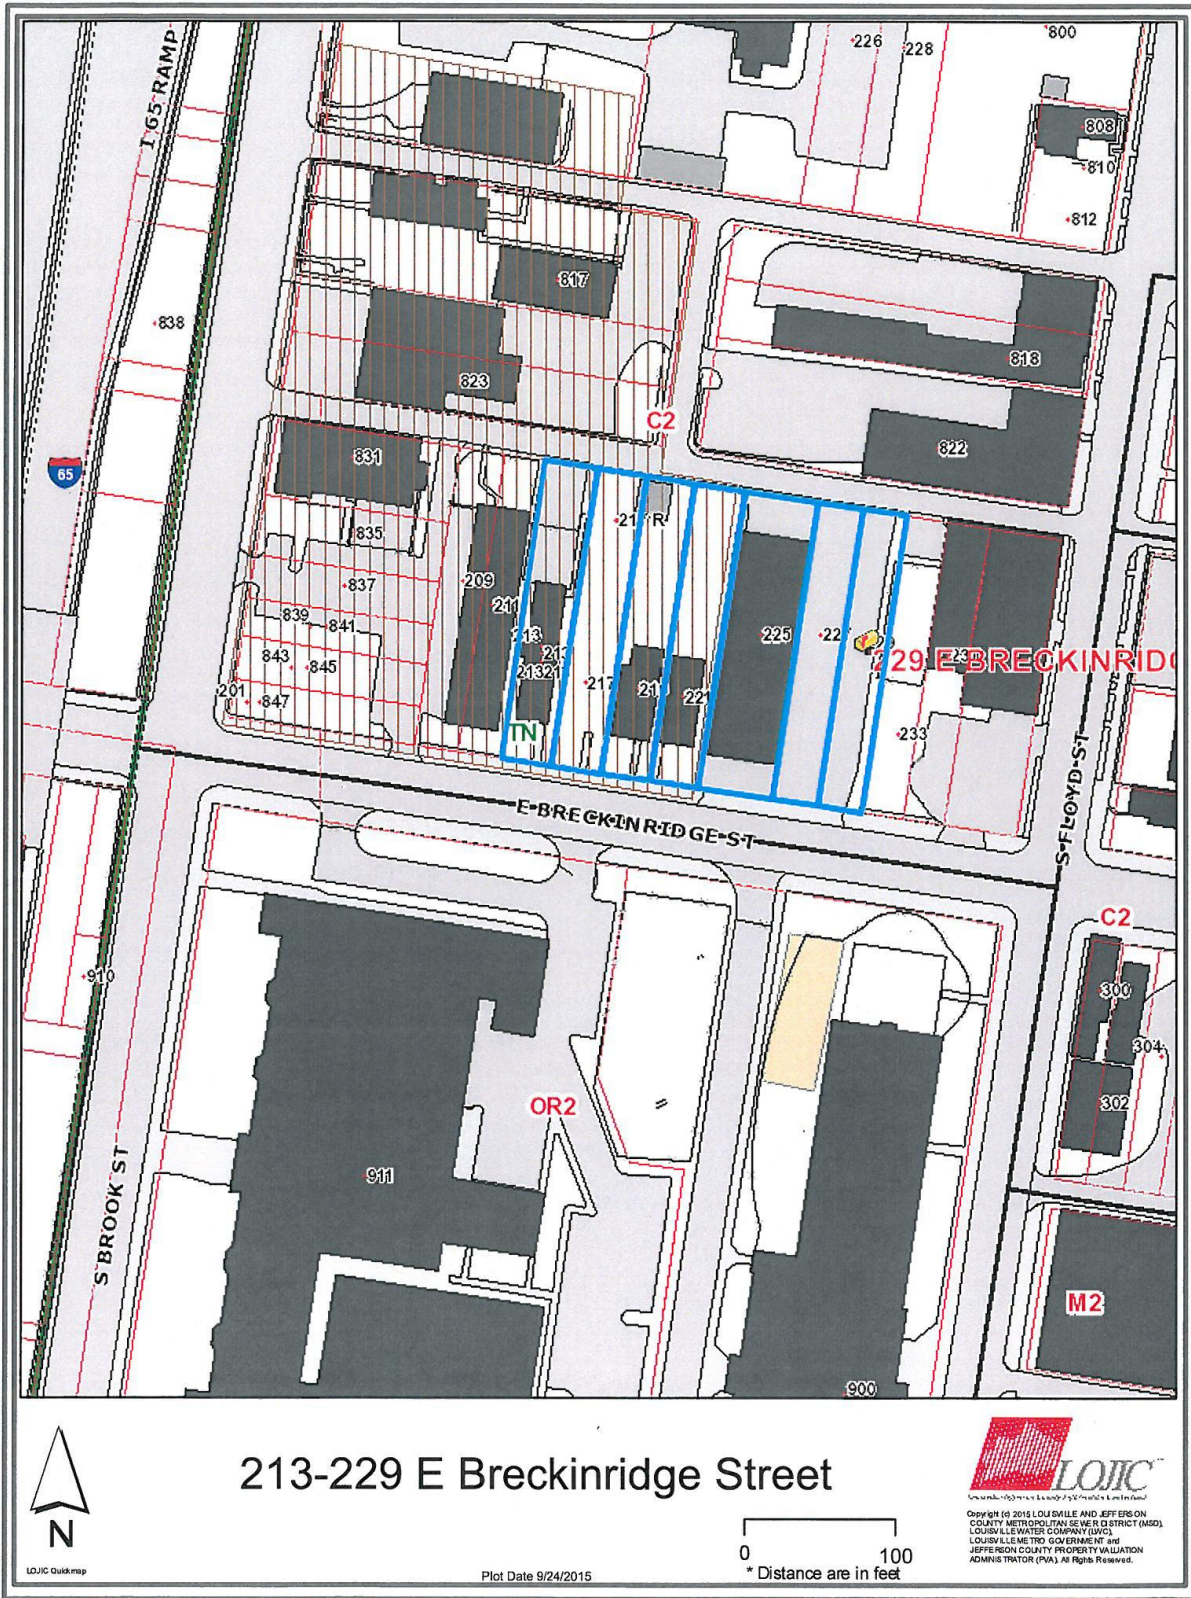 I 65 RAMP
226
228
800
808
810
812
817
838
818
823
C2
822
831
65
835
209
837
211
839
841
213
225
843
845
213
217
221
229 E BRECKINRIDG
201
847
TN
233
E BRECKINRIDGE ST
S FLOYD ST
C2
910
300
304
OR2
302
911
S BROOK ST
M2
900
N
213-229 E Breckinridge Street
LOJIC
0 100
* Distance are in feet
Copyright (c) 2015 LOUISVILLE AND JEFFERSON
COUNTY METROPOLITAN SEWER DISTRICT (MSD),
LOUISVILLE WATER COMPANY (LWC),
LOUISVILLE METRO GOVERNMENT and
JEFFERSON COUNTY PROPERTY VALUATION
ADMINISTRATOR (PVA). All Rights Reserved.
LOJIC Quickmap
Plot Date 9/24/2015